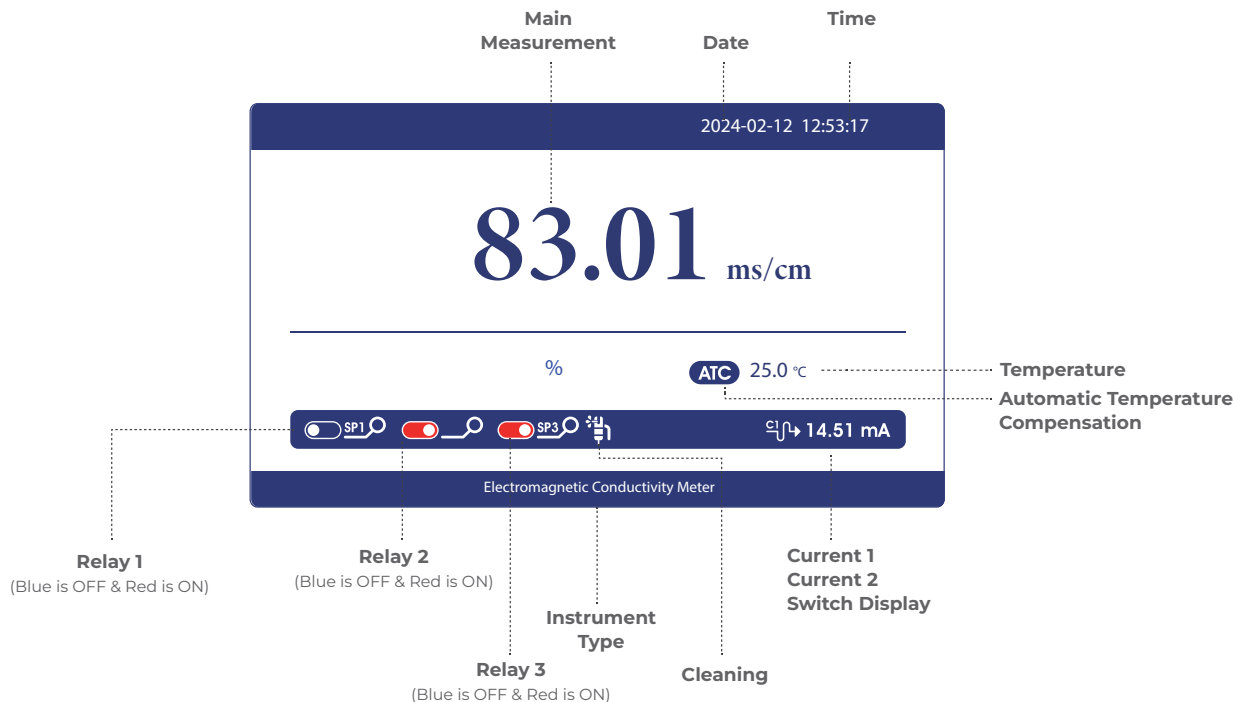 Main
Measurement
Date
Time
2024-02-12 12:53:17
83.01 ms/cm
% ATC 25.0 ℃
Temperature
Automatic Temperature
Compensation
SP1 SP3 C1 14.51 mA
Electromagnetic Conductivity Meter
Relay 1
(Blue is OFF & Red is ON)
Relay 2
(Blue is OFF & Red is ON)
Current 1
Current 2
Switch Display
Instrument
Type
Relay 3
(Blue is OFF & Red is ON)
Cleaning